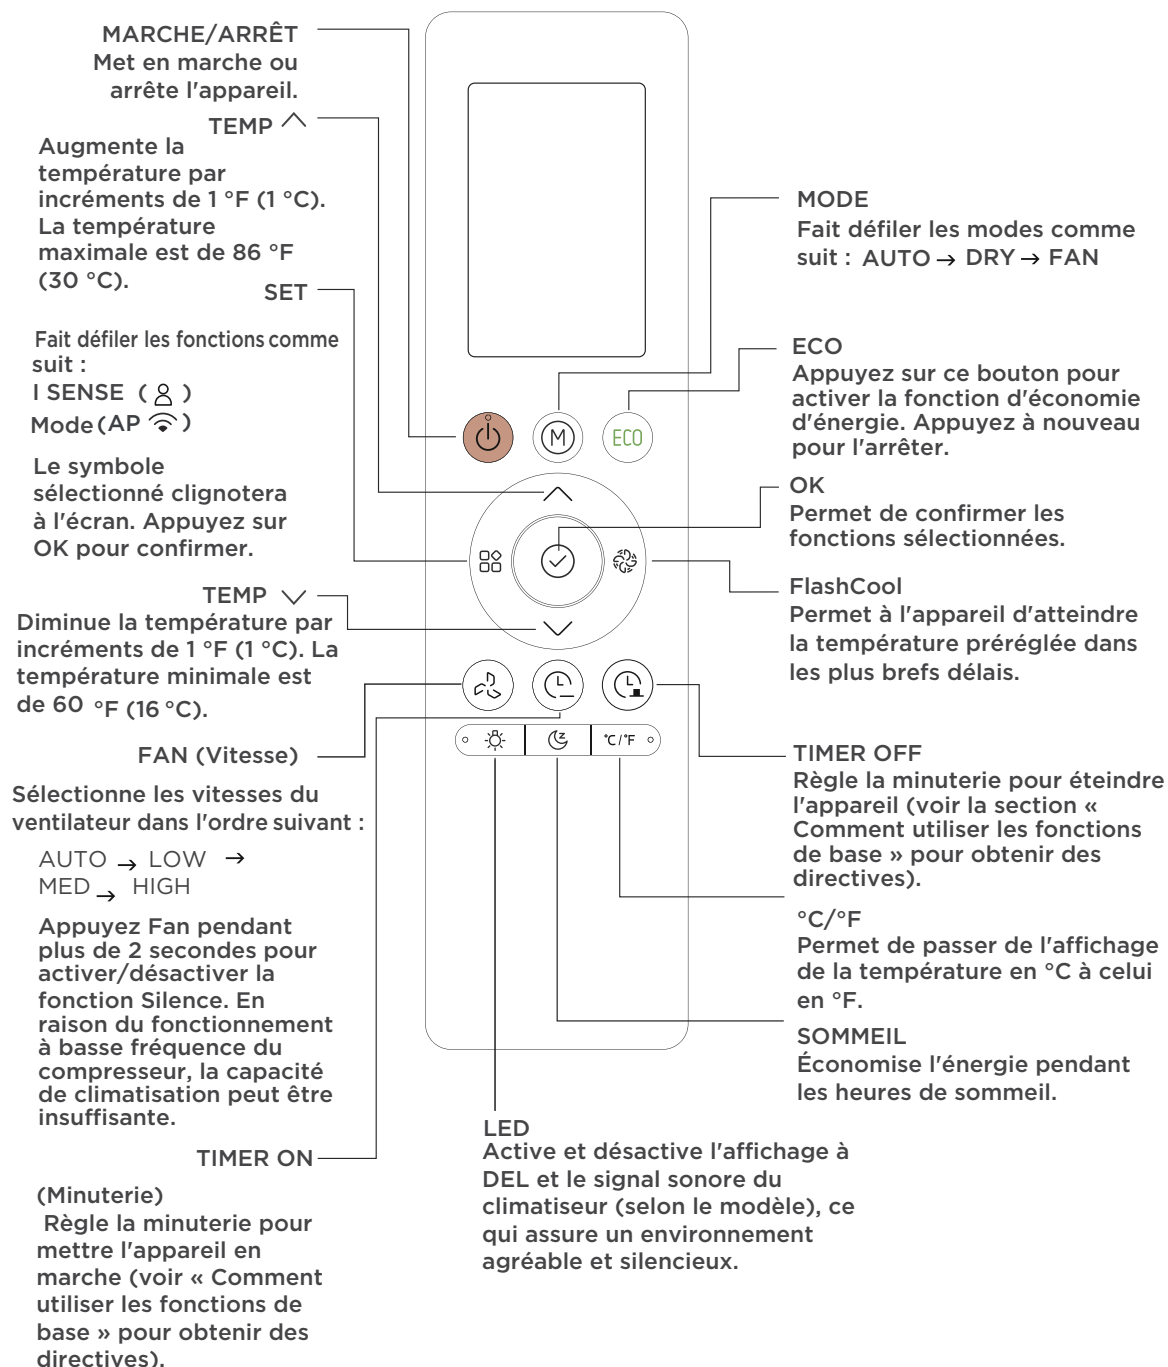 MARCHE/ARRÊT
Met en marche ou
arrête l'appareil.
TEMP
Augmente la
température par
incréments de 1 °F (1 °C).
La température
maximale est de 86 °F
(30 °C).
SET
Fait défiler les fonctions comme
suit :
I SENSE ( )
Mode (AP )
Le symbole
sélectionné clignotera
à l'écran. Appuyez sur
OK pour confirmer.
TEMP
Diminue la température par
incréments de 1 °F (1 °C). La
température minimale est
de 60 °F (16 °C).
FAN (Vitesse)
Sélectionne les vitesses du
ventilateur dans l'ordre suivant :
AUTO → LOW →
MED → HIGH
Appuyez Fan pendant
plus de 2 secondes pour
activer/désactiver la
fonction Silence. En
raison du fonctionnement
à basse fréquence du
compresseur, la capacité
de climatisation peut être
insuffisante.
TIMER ON
(Minuterie)
Règle la minuterie pour
mettre l'appareil en
marche (voir « Comment
utiliser les fonctions de
base » pour obtenir des
directives).
M
ECO
°C/°F
MODE
Fait défiler les modes comme
suit : AUTO → DRY → FAN
ECO
Appuyez sur ce bouton pour
activer la fonction d'économie
d'énergie. Appuyez à nouveau
pour l'arrêter.
OK
Permet de confirmer les
fonctions sélectionnées.
FlashCool
Permet à l'appareil d'atteindre
la température préréglée dans
les plus brefs délais.
TIMER OFF
Règle la minuterie pour éteindre
l'appareil (voir la section «
Comment utiliser les fonctions
de base » pour obtenir des
directives).
°C/°F
Permet de passer de l'affichage
de la température en °C à celui
en °F.
SOMMEIL
Économise l'énergie pendant
les heures de sommeil.
LED
Active et désactive l'affichage à
DEL et le signal sonore du
climatiseur (selon le modèle), ce
qui assure un environnement
agréable et silencieux.